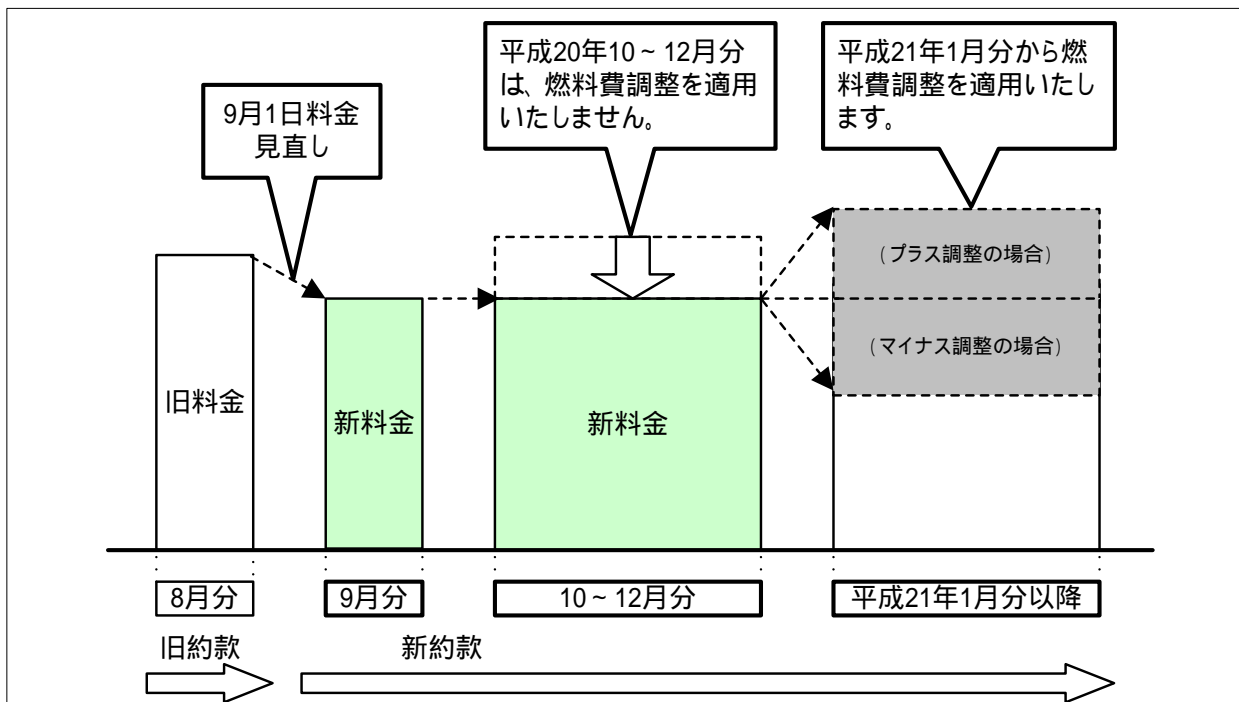 平成20年10~12月分
は、燃料費調整を適用
いたしません。
平成21年1月分から燃
料費調整を適用いたし
ます。
9月1日料金
見直し
(プラス調整の場合)
(マイナス調整の場合)
旧料金
新料金
新料金
8月分
9月分
10~12月分
平成21年1月分以降
旧約款
新約款